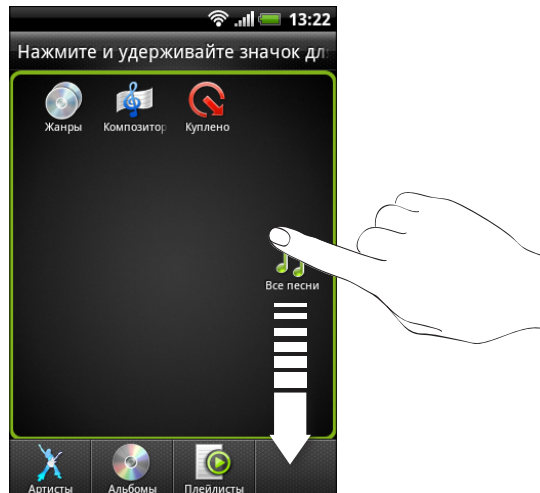 13:22
Нажмите и удерживайте значок дл
Жанры Композитор Куплено
Все песни
Артисты Альбомы Плейлисты